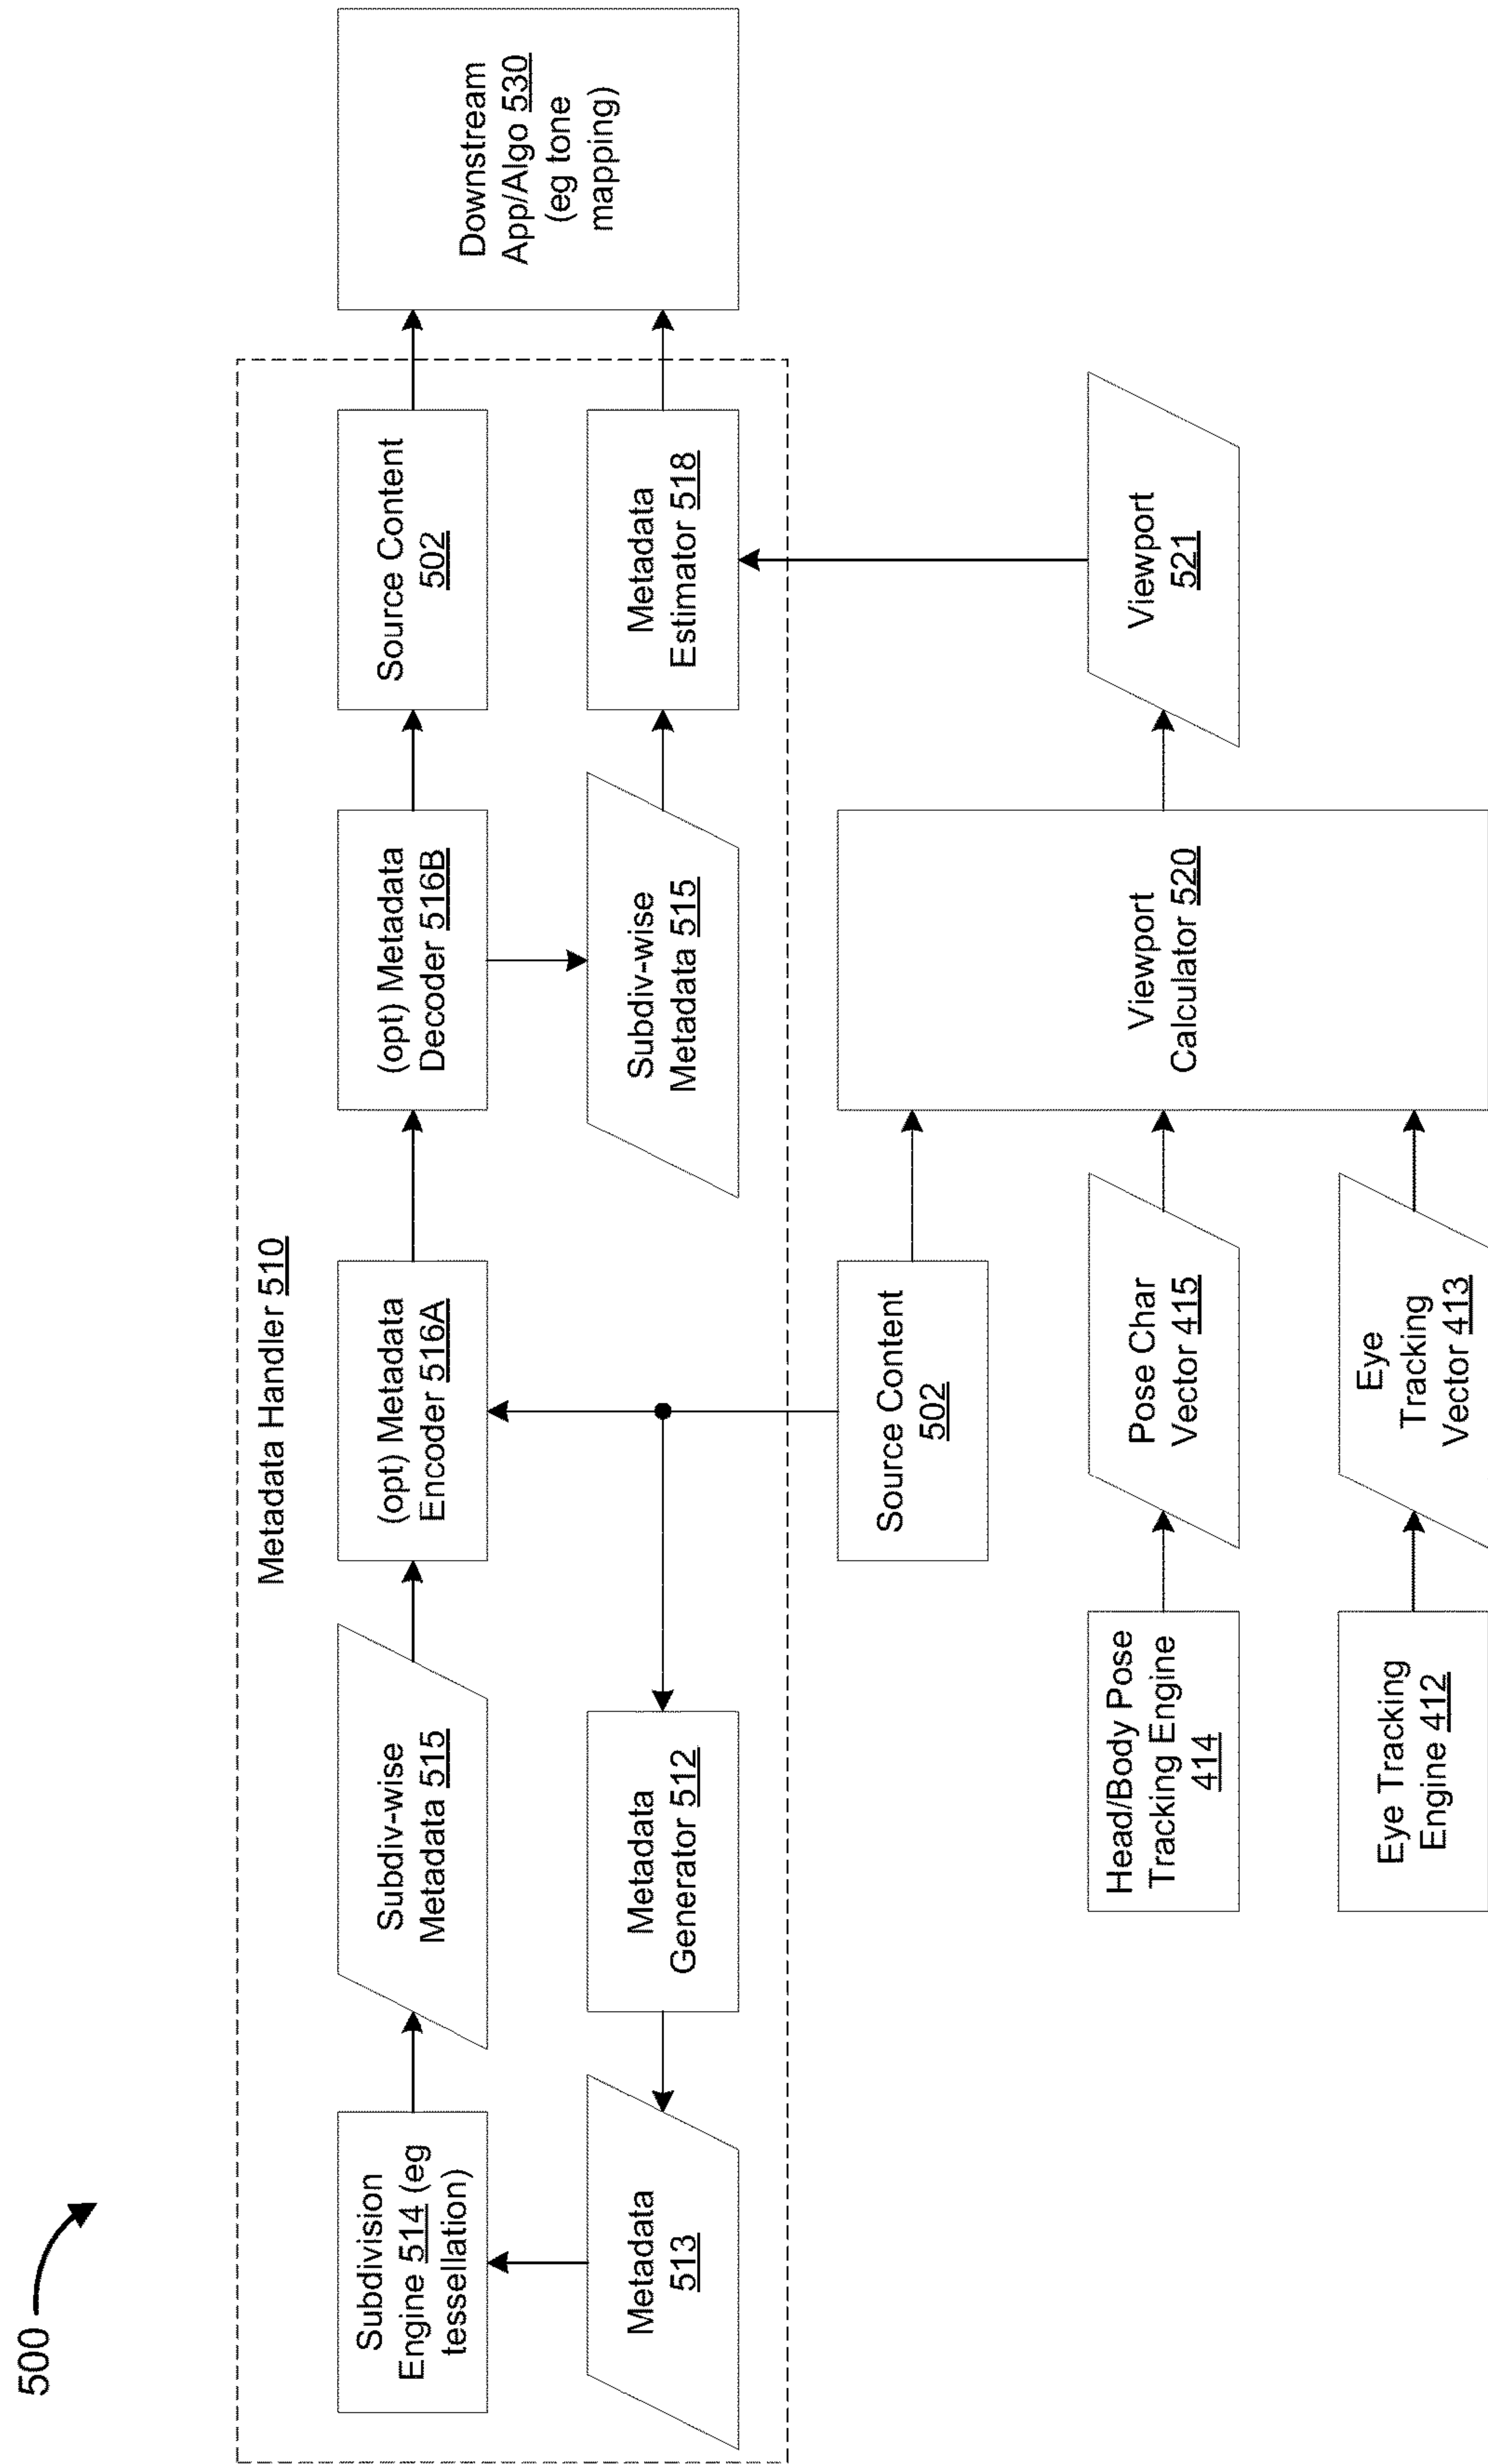 500
Metadata Handler 510
Subdivision
Engine 514 (eg
tessellation)
Subdiv-wise
Metadata 515
(opt) Metadata
Encoder 516A
(opt) Metadata
Decoder 516B
Source Content
502
Downstream
App/Algo 530
(eg tone
mapping)
Metadata
513
Metadata
Generator 512
Subdiv-wise
Metadata 515
Metadata
Estimator 518
Source Content
502
Viewport
Calculator 520
Viewport
521
Head/Body Pose
Tracking Engine
414
Pose Char
Vector 415
Eye Tracking
Engine 412
Eye
Tracking
Vector 413